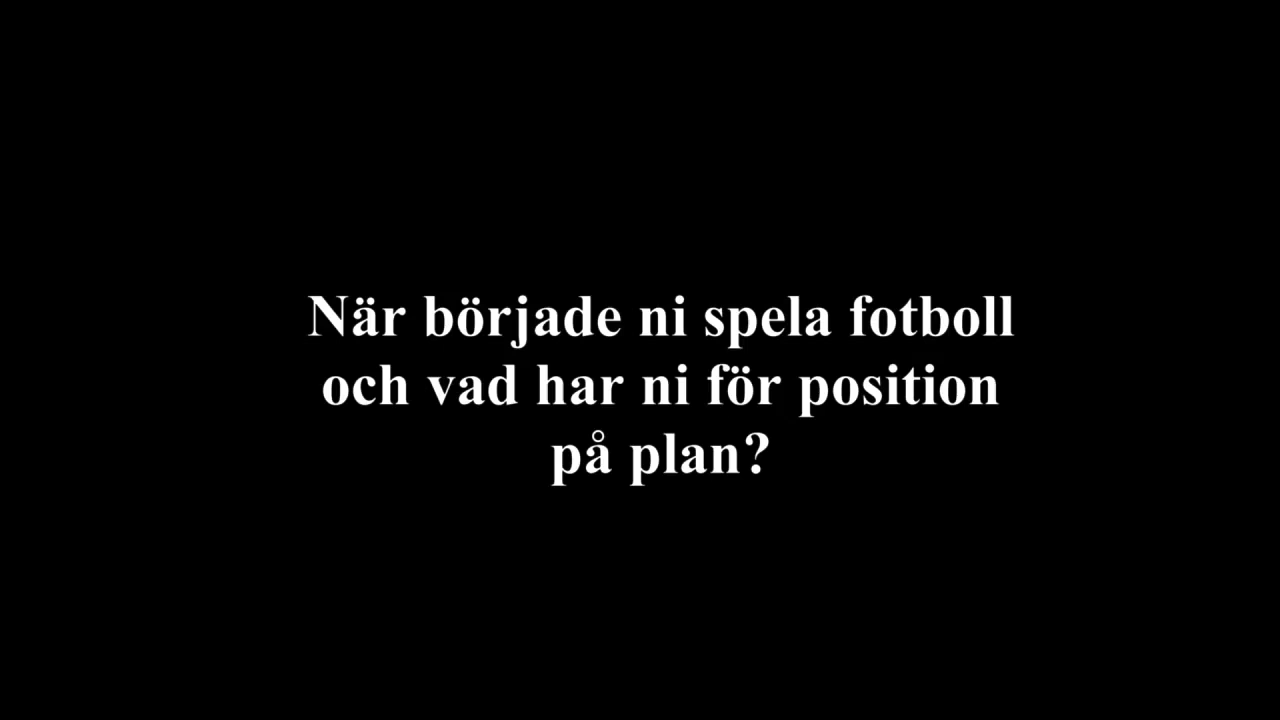 När började ni spela fotboll
och vad har ni för position
på plan?